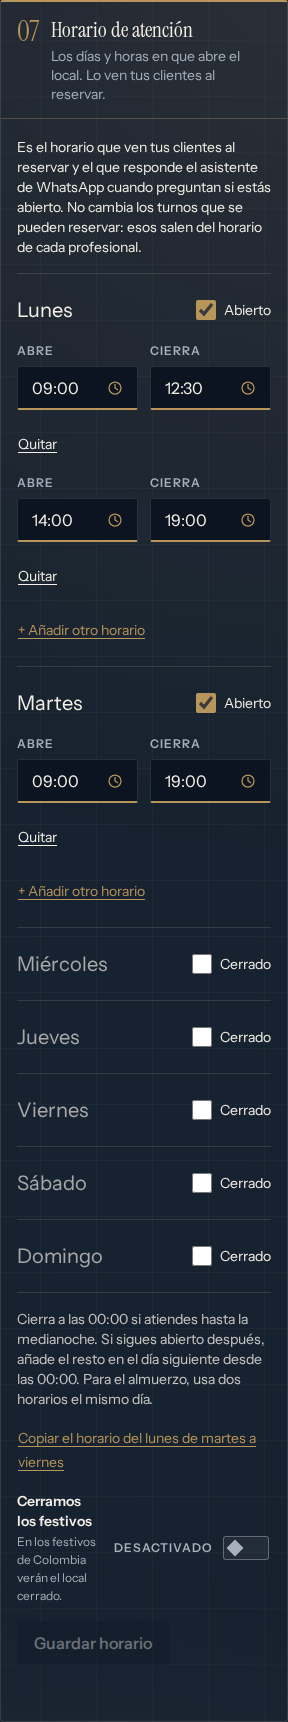 07 Horario de atención
Los días y horas en que abre el
local. Lo ven tus clientes al
reservar.
Es el horario que ven tus clientes al
reservar y el que responde el asistente
de WhatsApp cuando preguntan si estás
abierto. No cambia los turnos que se
pueden reservar: esos salen del horario
de cada profesional.
Lunes Abierto
ABRE CIERRA
09:00 12:30
Quitar
ABRE CIERRA
14:00 19:00
Quitar
+ Añadir otro horario
Martes Abierto
ABRE CIERRA
09:00 19:00
Quitar
+ Añadir otro horario
Miércoles Cerrado
Jueves Cerrado
Viernes Cerrado
Sábado Cerrado
Domingo Cerrado
Cierra a las 00:00 si atiendes hasta la
medianoche. Si sigues abierto después,
añade el resto en el día siguiente desde
las 00:00. Para el almuerzo, usa dos
horarios el mismo día.
Copiar el horario del lunes de martes a
viernes
Cerramos
los festivos
En los festivos
de Colombia
verán el local
cerrado.
DESACTIVADO
Guardar horario